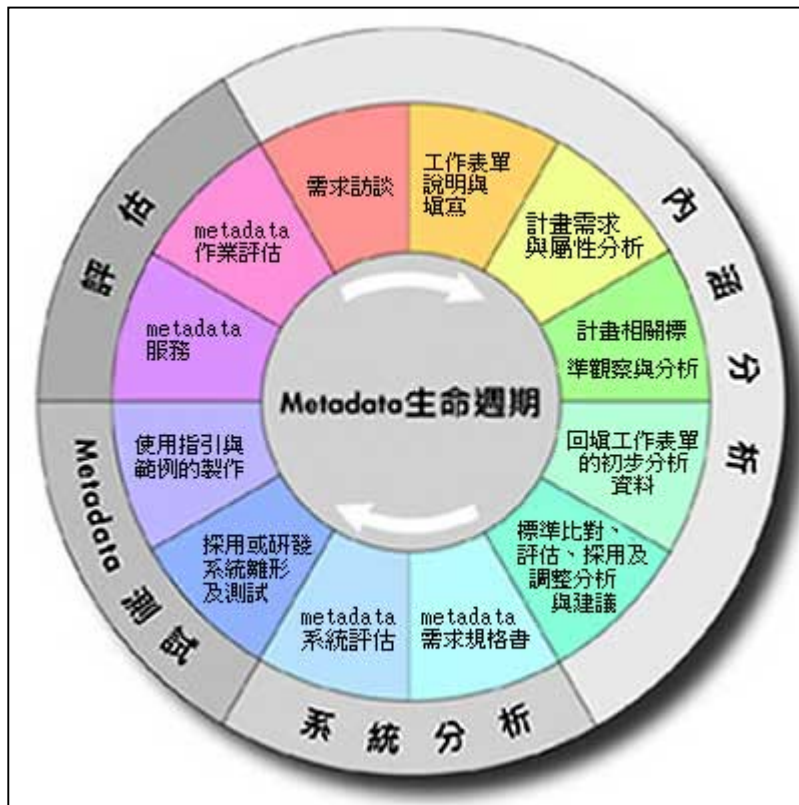 Metadata生命週期
需求訪談
工作表單
說明與
填寫
計畫需求
與屬性分析
計畫相關標
準觀察與分析
回填工作表單
的初步分析
資料
標準比對、
評估、採用及
調整分析
與建議
metadata
需求規格書
metadata
系統評估
採用或研發
系統雛形
及測試
使用指引與
範例的製作
metadata
服務
metadata
作業評估
內涵分析
系統分析
Metadata 測試
評估